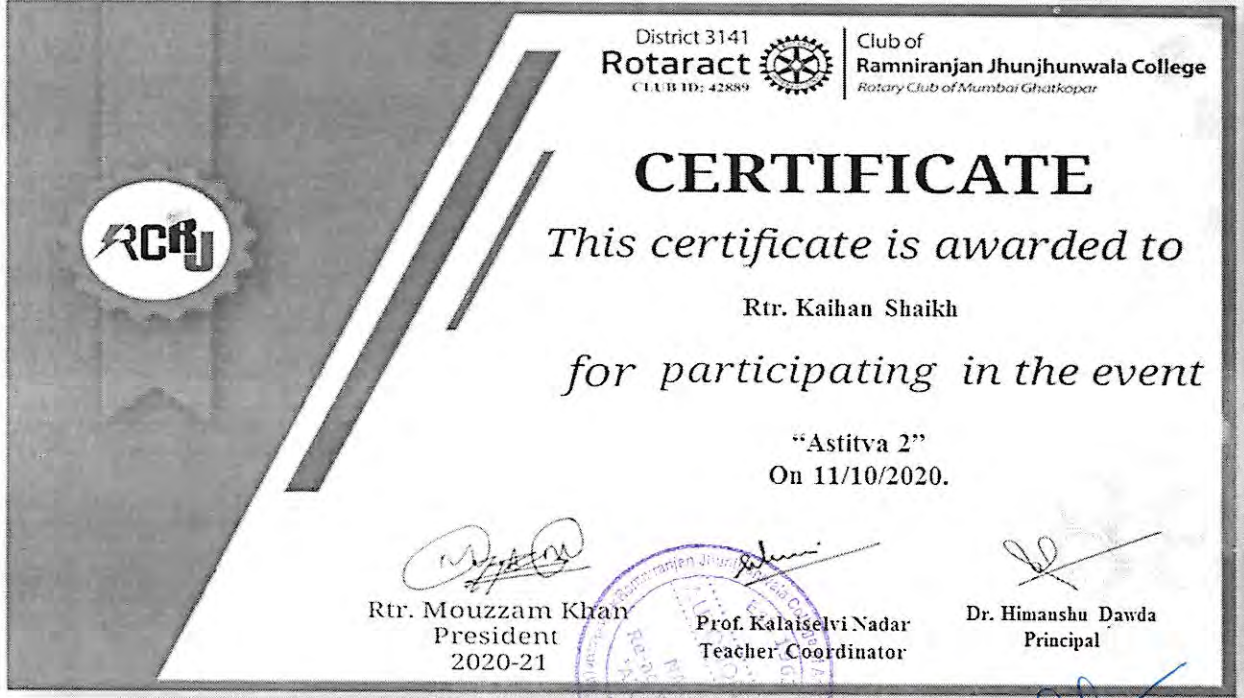 District 3141
Rotaract
CLUB ID: 42889
Club of
Ramniranjan Jhunjhunwala College
Rotary Club of Mumbai Ghatkopar
RCRJ
CERTIFICATE
This certificate is awarded to
Rtr. Kaihan Shaikh
for participating in the event
“Astitva 2”
On 11/10/2020.
Rtr. Mouzzam Khan
President
2020-21
Prof. Kalaiselvi Nadar
Teacher Coordinator
Dr. Himanshu Dawda
Principal